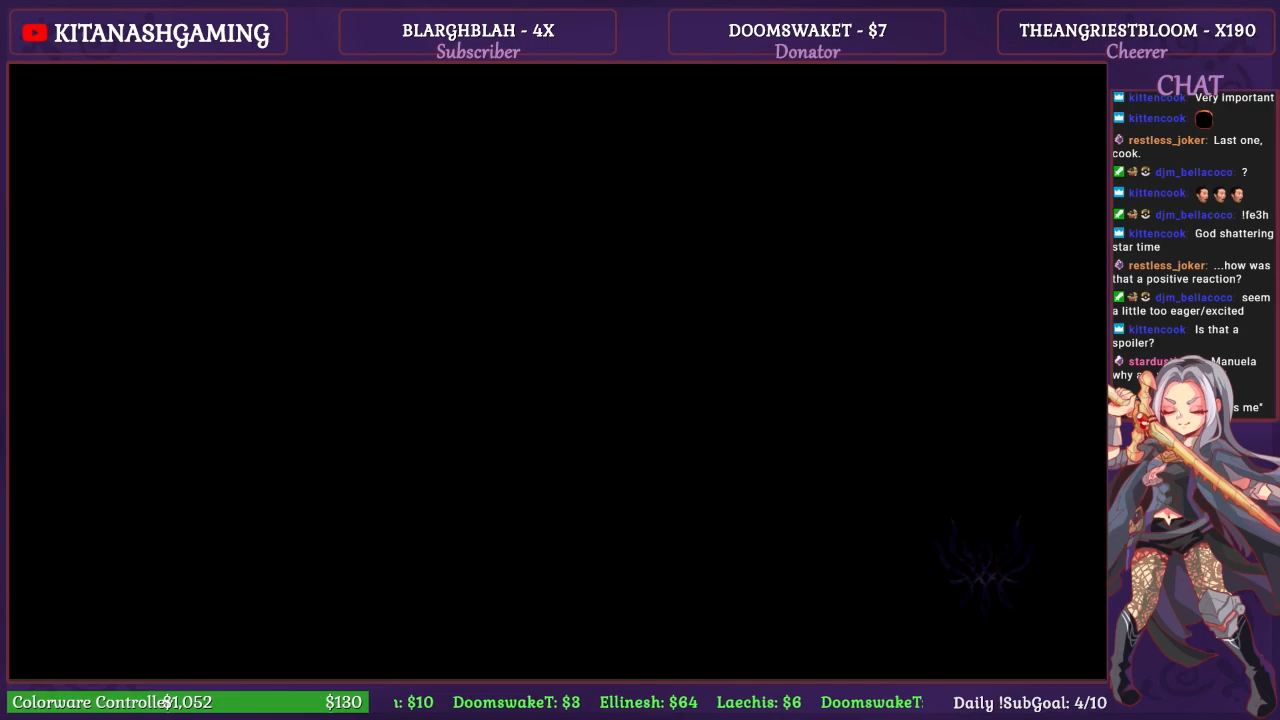 KITANASHGAMING
BLARGHBLAH - 4X
Subscriber
DOOMSWAKET - $7
Donator
THEANGRIESTBLOOM - X190
Cheerer
CHAT
kittencook: Very important
kittencook:
restless_joker: Last one,
cook.
djm_bellacoco: ?
kittencook:
djm_bellacoco: !fe3h
kittencook: God shattering
star time
restless_joker: ...how was
that a positive reaction?
djm_bellacoco: seem
a little too eager/excited
kittencook: Is that a
spoiler?
Manuela
why
s me*
Colorware Controller $1,052 $130
: $10 DoomswakeT: $3 Ellinesh: $64 Laechis: $6 DoomswakeT:
Daily !SubGoal: 4/10